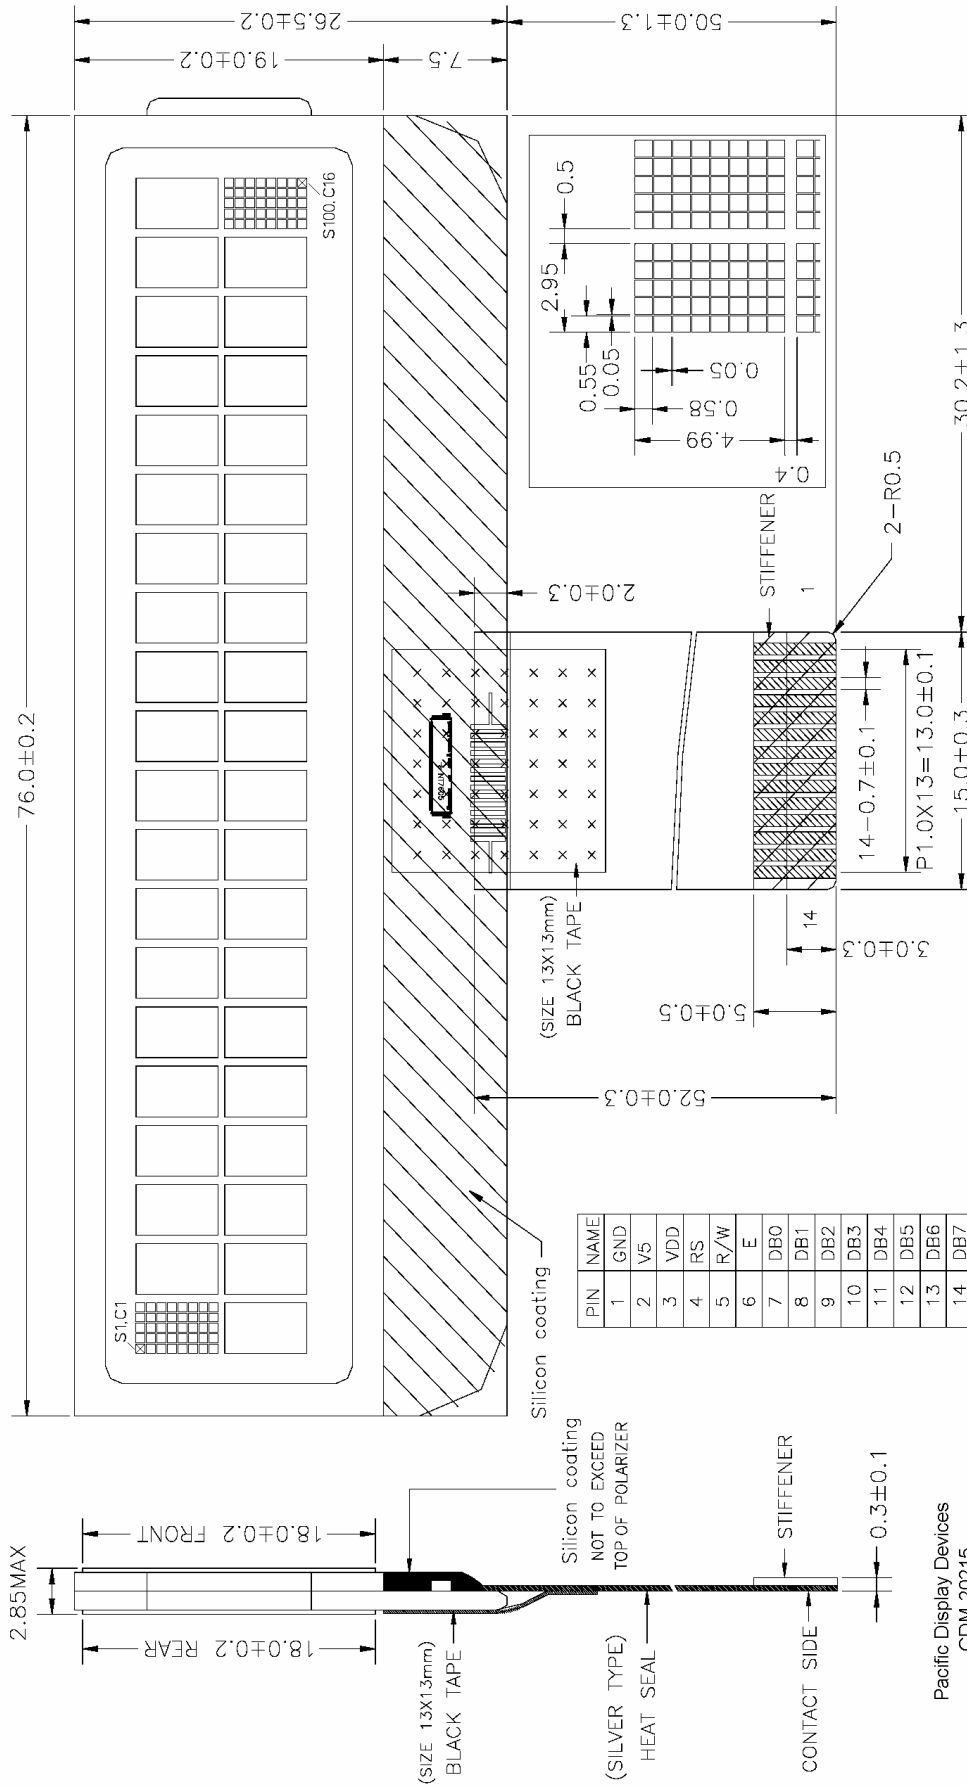 2.85MAX
18.0±0.2 FRONT
18.0±0.2 REAR
(SIZE 13X13mm)
BLACK TAPE
Silicon coating
NOT TO EXCEED
TOP OF POLARIZER
(SILVER TYPE)
HEAT SEAL
STIFFENER
CONTACT SIDE
0.3±0.1
76.0±0.2
S1,C1
S100,C16
19.0±0.2
7.5
26.5±0.2
50.0±1.3
NT7605
Silicon coating
(SIZE 13X13mm)
BLACK TAPE
2.0±0.3
52.0±0.3
5.0±0.5
3.0±0.3
STIFFENER
14
1
2-R0.5
14-0.7±0.1
P1.0X13=13.0±0.1
15.0±0.3
30.2±1.3
0.55
0.05
2.95
0.5
0.05
0.58
4.99
0.4
PIN NAME
1 GND
2 V5
3 VDD
4 RS
5 R/W
6 E
7 DB0
8 DB1
9 DB2
10 DB3
11 DB4
12 DB5
13 DB6
14 DB7
Pacific Display Devices
GDM 20215